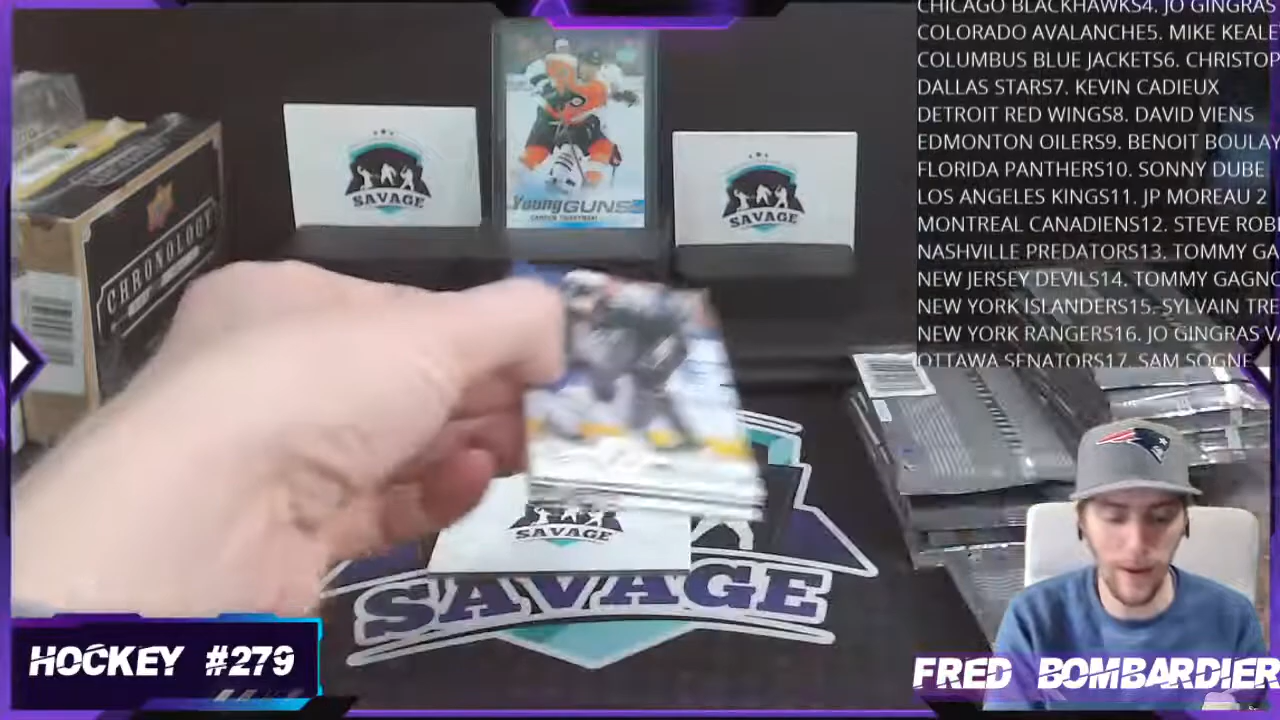 CHICAGO BLACKHAWKS4. JO GINGRAS
COLORADO AVALANCHE5. MIKE KEALE
COLUMBUS BLUE JACKETS6. CHRISTOP
DALLAS STARS7. KEVIN CADIEUX
DETROIT RED WINGS8. DAVID VIENS
EDMONTON OILERS9. BENOIT BOULAY
FLORIDA PANTHERS10. SONNY DUBE
LOS ANGELES KINGS11. JP MOREAU 2
MONTREAL CANADIENS12. STEVE ROBI
NASHVILLE PREDATORS13. TOMMY GA
NEW JERSEY DEVILS14. TOMMY GAGNO
NEW YORK ISLANDERS15. SYLVAIN TRE
NEW YORK RANGERS16. JO GINGRAS VA
OTTAWA SENATORS17. SAM SOGNE
SAVAGE
Young GUNS
SAVAGE
CHRONOLOGY
SAVAGE
SAVAGE
HOCKEY #279
FRED BOMBARDIER